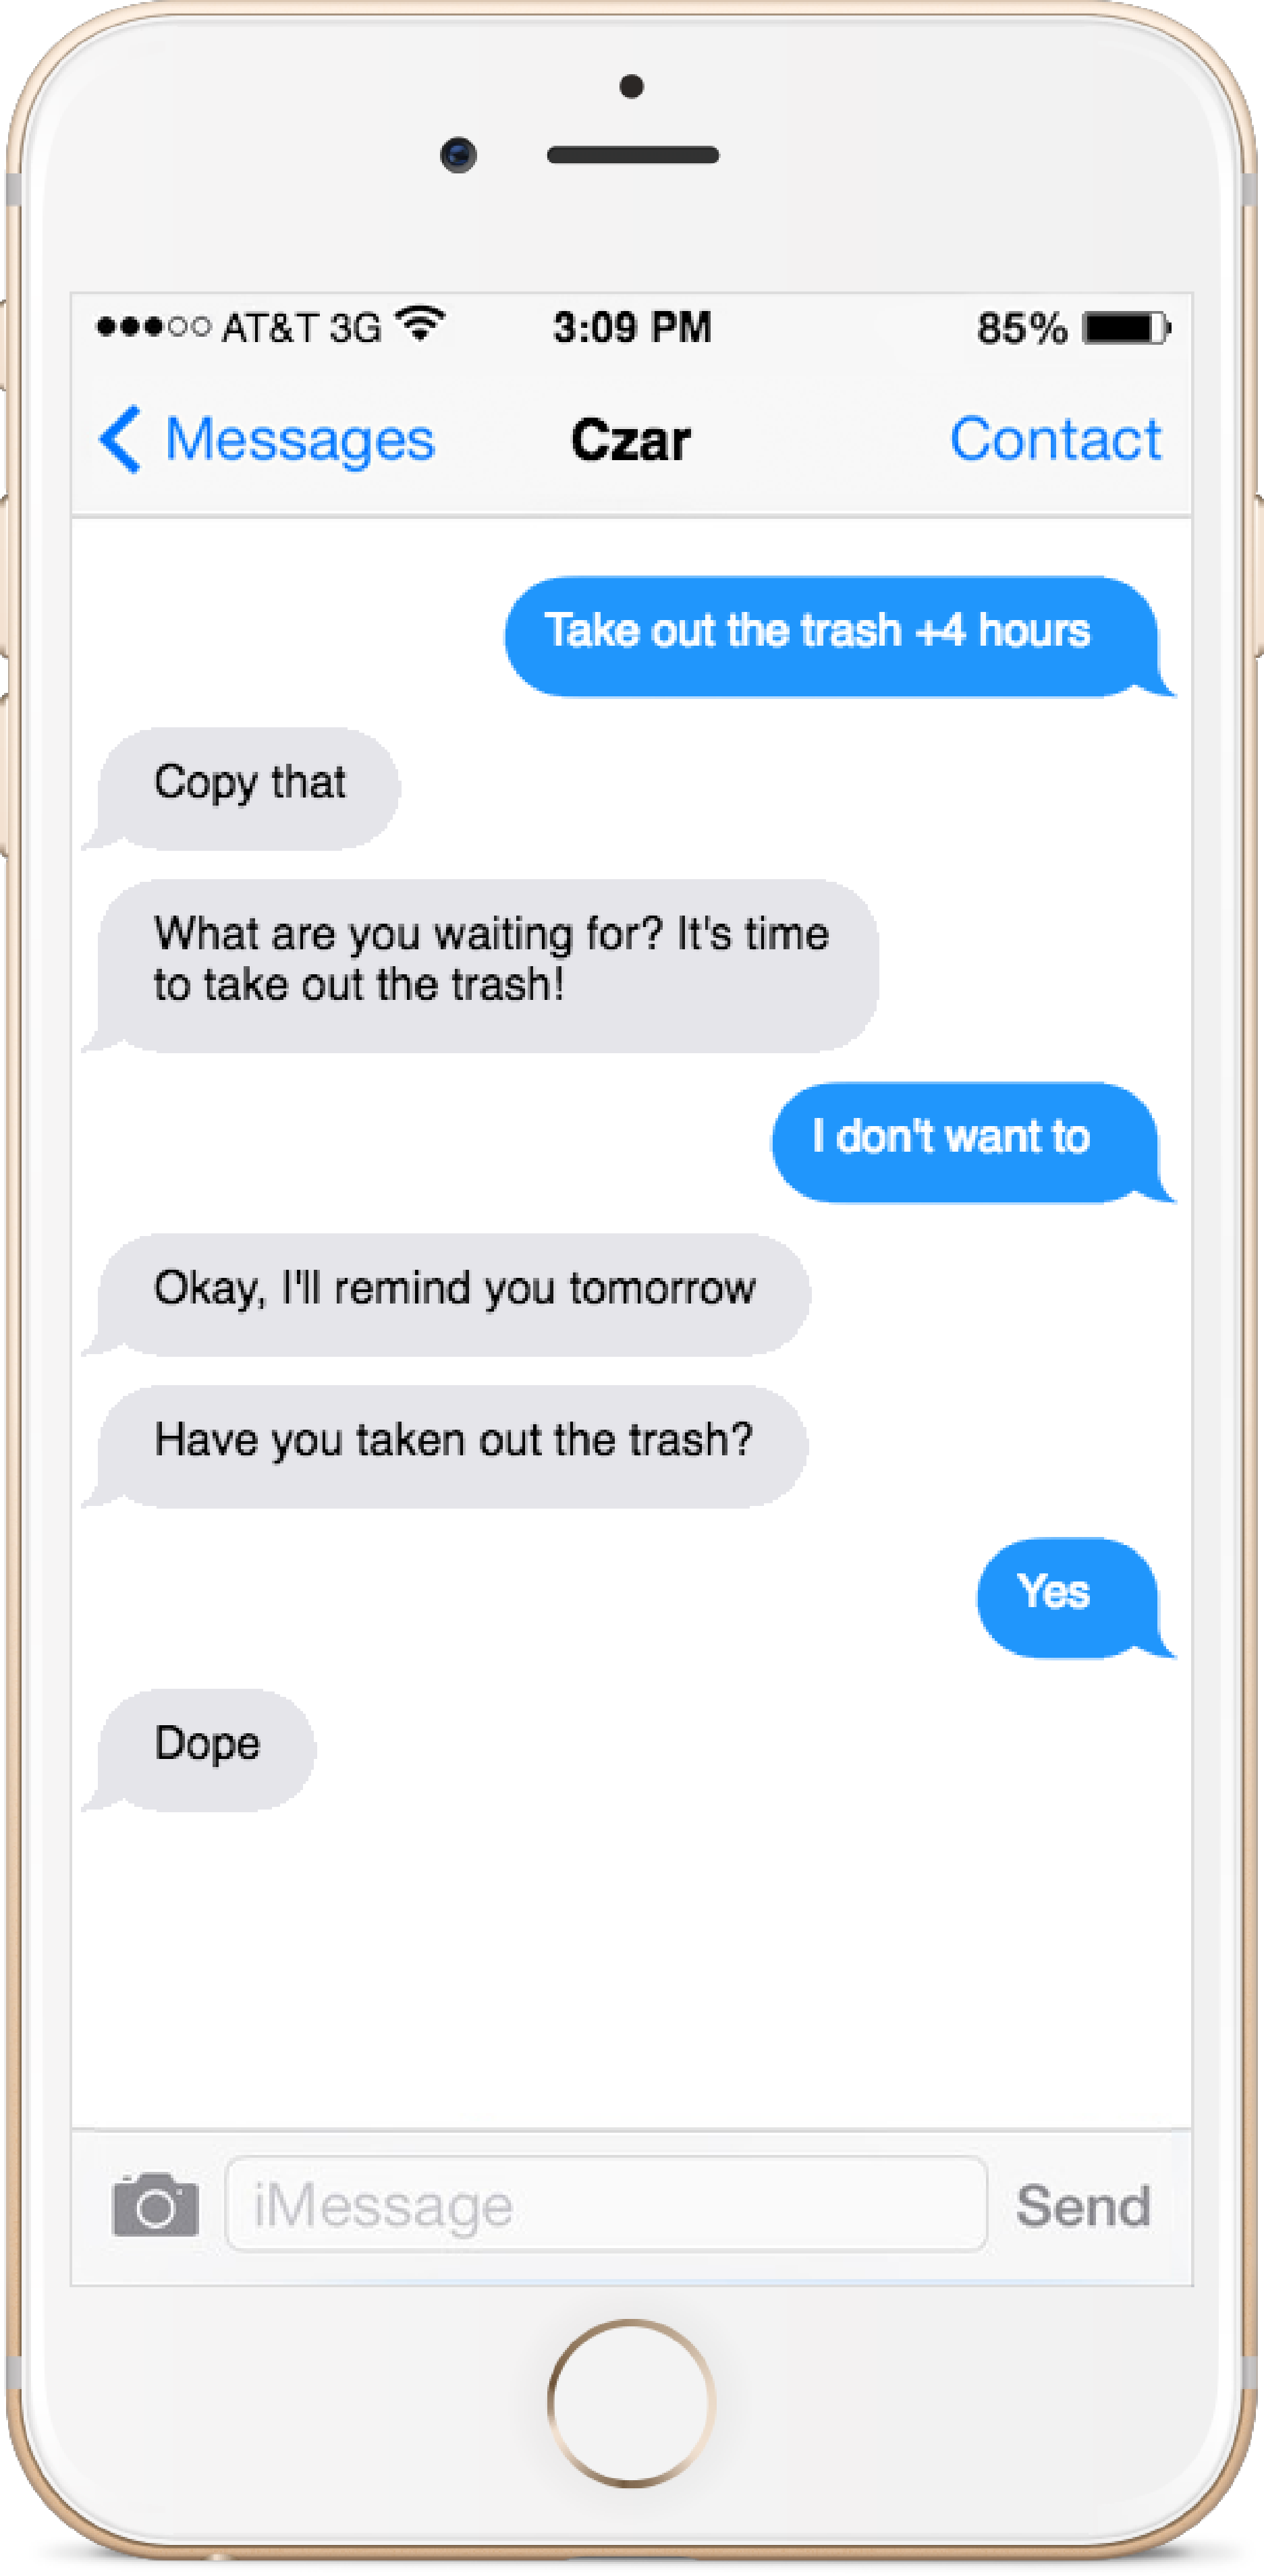 AT&T 3G 3:09 PM 85%
Messages Czar Contact
Take out the trash +4 hours
Copy that
What are you waiting for? It's time
to take out the trash!
I don't want to
Okay, I'll remind you tomorrow
Have you taken out the trash?
Yes
Dope
iMessage Send